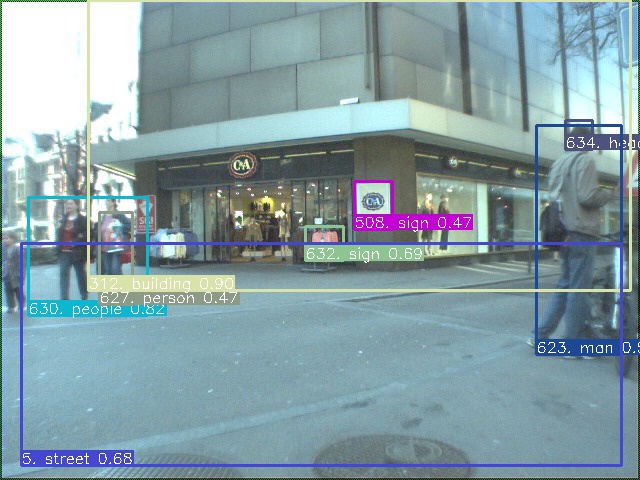 634. hea
C&A
C&A
508. sign 0.47
632. sign 0.69
312. building 0.90
627. person 0.47
630. people 0.82
623. man 0.
5. street 0.68